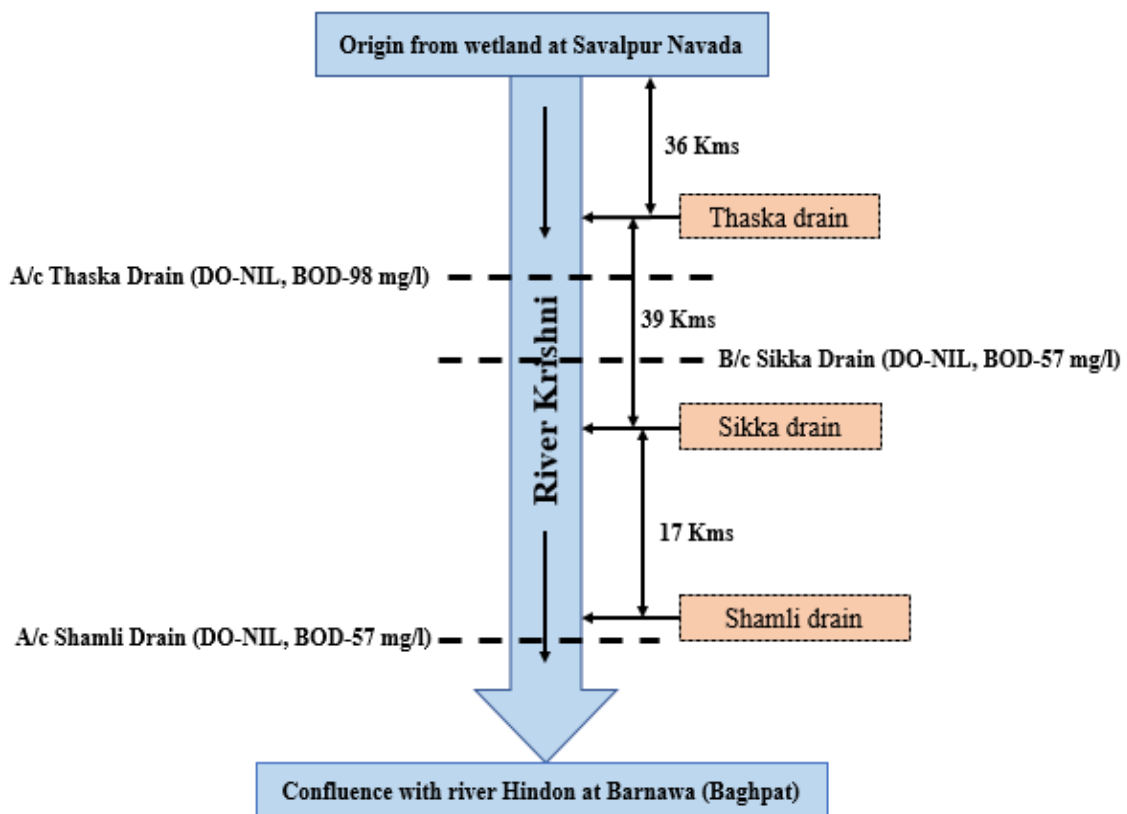 Origin from wetland at Savalpur Navada
36 Kms
Thaska drain
A/c Thaska Drain (DO-NIL, BOD-98 mg/l)
39 Kms
River Krishni
B/c Sikka Drain (DO-NIL, BOD-57 mg/l)
Sikka drain
17 Kms
Shamli drain
A/c Shamli Drain (DO-NIL, BOD-57 mg/l)
Confluence with river Hindon at Barnawa (Baghpat)